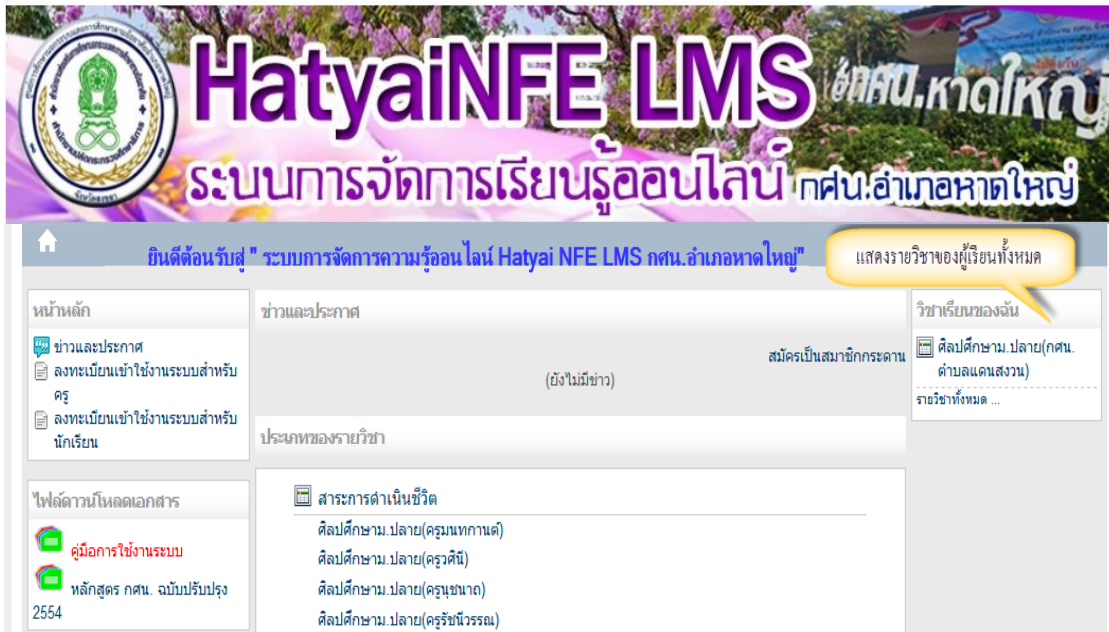 HatyaiNFE LMS
กศน.หาดใหญ่
ระบบการจัดการเรียนรู้ออนไลน์ กศน.อำเภอหาดใหญ่
ยินดีต้อนรับสู่ " ระบบการจัดการความรู้ออนไลน์ Hatyai NFE LMS กศน.อำเภอหาดใหญ่"
แสดงรายวิชาของผู้เรียนทั้งหมด
หน้าหลัก
ข่าวและประกาศ
ลงทะเบียนเข้าใช้งานระบบสำหรับ
ครู
ลงทะเบียนเข้าใช้งานระบบสำหรับ
นักเรียน
ไฟล์ดาวน์โหลดเอกสาร
คู่มือการใช้งานระบบ
หลักสูตร กศน. ฉบับปรับปรุง
2554
ข่าวและประกาศ
สมัครเป็นสมาชิกกระดาน
(ยังไม่มีข่าว)
ประเภทของรายวิชา
สาระการดำเนินชีวิต
ศิลปศึกษาม.ปลาย(ครูมนทกานต์)
ศิลปศึกษาม.ปลาย(ครูวศินี)
ศิลปศึกษาม.ปลาย(ครูนุชนาถ)
ศิลปศึกษาม.ปลาย(ครูรัชนีวรรณ)
วิชาเรียนของฉัน
ศิลปศึกษาม.ปลาย(กศน.
ตำบลแดนสงวน)
รายวิชาทั้งหมด ...